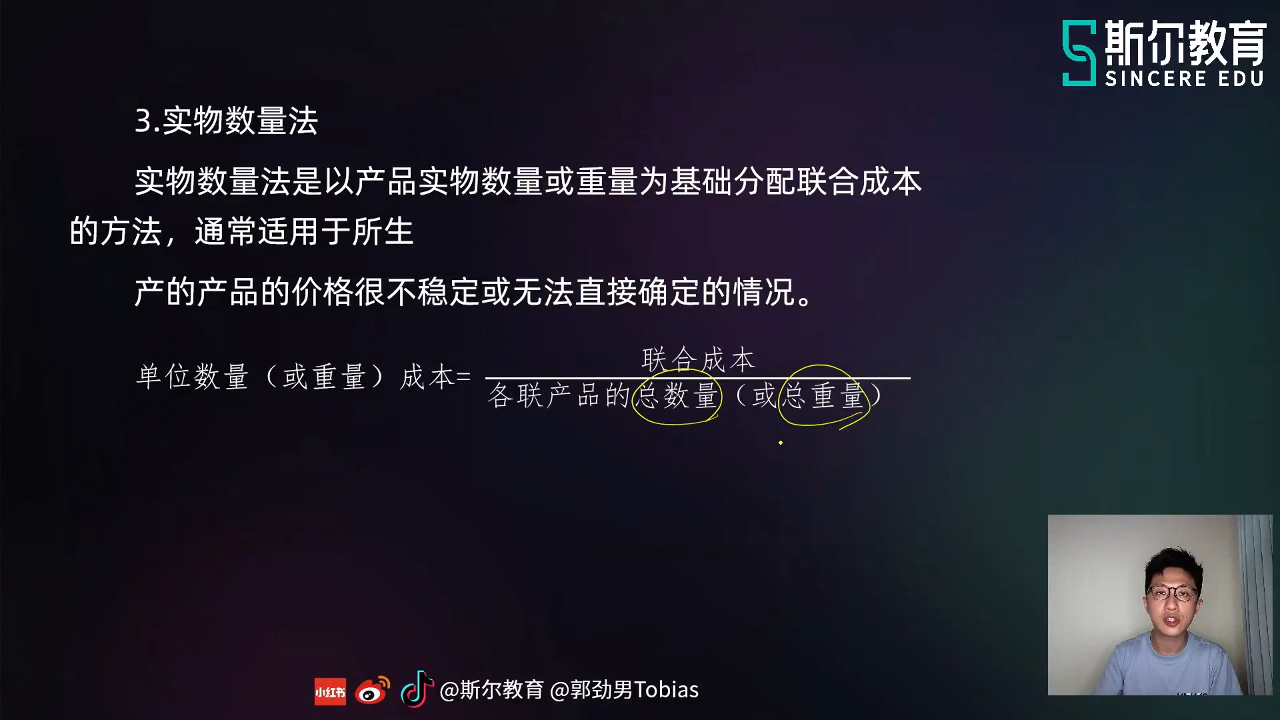 斯尔教育
SINCERE EDU
3.实物数量法
实物数量法是以产品实物数量或重量为基础分配联合成本
的方法，通常适用于所生
产的产品的价格很不稳定或无法直接确定的情况。
联合成本
单位数量（或重量）成本=
各联产品的总数量（或总重量）
小红书
@斯尔教育 @郭劲男Tobias